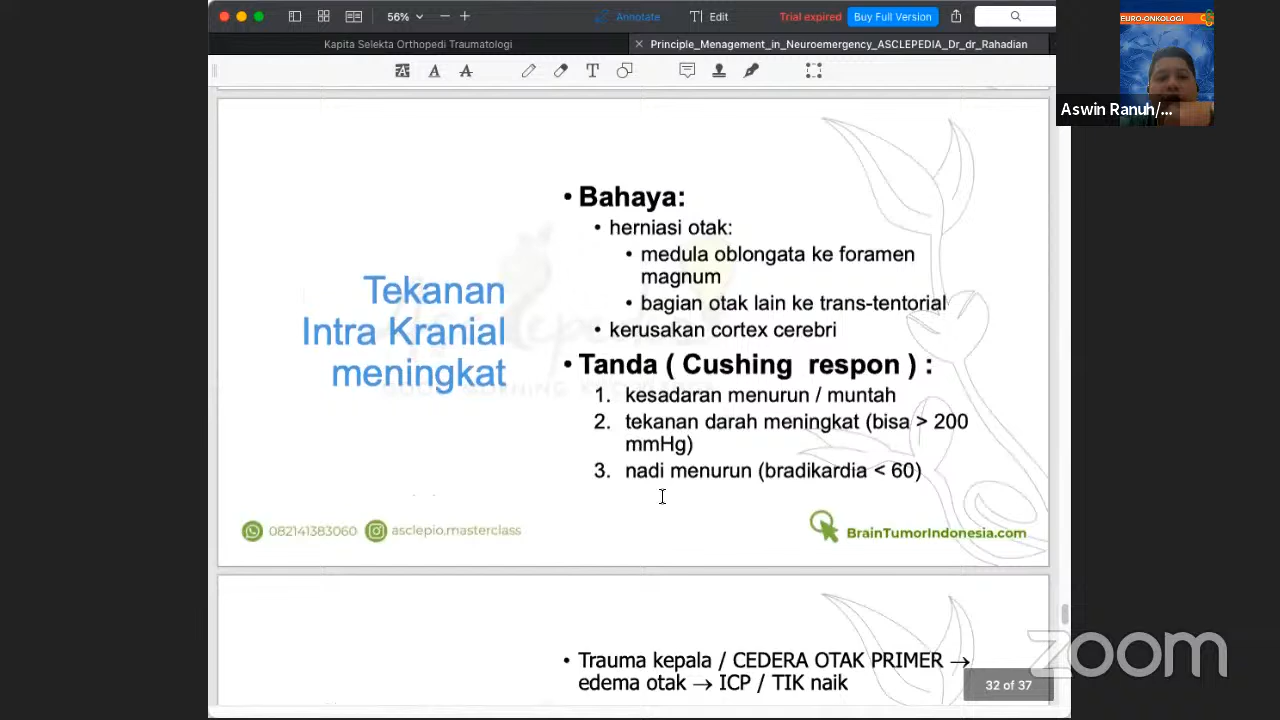 56%
Annotate
Edit
Trial expired
Buy Full Version
Kapita Selekta Orthopedi Traumatologi
Principle_Menagement_in_Neuroemergency_ASCLEPEDIA_Dr_dr_Rahadian
EURO-ONKOLOGI
Aswin Ranuh/...
Tekanan
Intra Kranial
meningkat
• Bahaya:
• herniasi otak:
• medula oblongata ke foramen
magnum
• bagian otak lain ke trans-tentorial
• kerusakan cortex cerebri
• Tanda ( Cushing respon ) :
1. kesadaran menurun / muntah
2. tekanan darah meningkat (bisa > 200
mmHg)
3. nadi menurun (bradikardia < 60)
082141383060 asclepio.masterclass
BrainTumorIndonesia.com
• Trauma kepala / CEDERA OTAK PRIMER →
edema otak → ICP / TIK naik
32 of 37
zoom